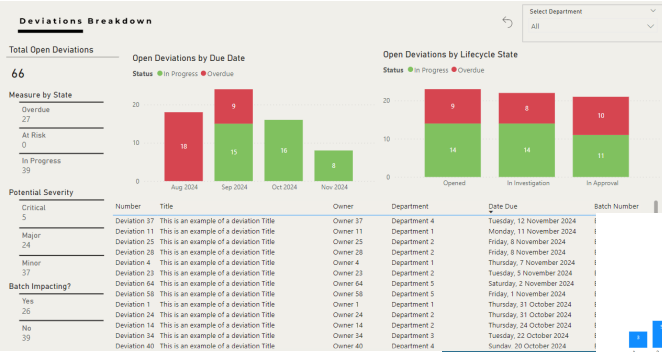 Deviations Breakdown
Select Department
All
Total Open Deviations
66
Measure by State
Overdue
27
At Risk
0
In Progress
39
Potential Severity
Critical
5
Major
24
Minor
37
Batch Impacting?
Yes
26
No
39
Open Deviations by Due Date
Status In Progress Overdue
20
10
0
18
9
15
16
8
Aug 2024 Sep 2024 Oct 2024 Nov 2024
Open Deviations by Lifecycle State
Status In Progress Overdue
20
10
0
9
14
8
14
10
11
Opened In Investigation In Approval
Number Title Owner Department Date Due Batch Number
Deviation 37 This is an example of a deviation Title Owner 37 Department 4 Tuesday, 12 November 2024
Deviation 11 This is an example of a deviation Title Owner 11 Department 1 Monday, 11 November 2024
Deviation 25 This is an example of a deviation Title Owner 25 Department 2 Friday, 8 November 2024
Deviation 28 This is an example of a deviation Title Owner 28 Department 2 Friday, 8 November 2024
Deviation 4 This is an example of a deviation Title Owner 4 Department 1 Thursday, 7 November 2024
Deviation 23 This is an example of a deviation Title Owner 23 Department 2 Tuesday, 5 November 2024
Deviation 64 This is an example of a deviation Title Owner 64 Department 5 Saturday, 2 November 2024
Deviation 58 This is an example of a deviation Title Owner 58 Department 5 Friday, 1 November 2024
Deviation 1 This is an example of a deviation Title Owner 1 Department 1 Thursday, 31 October 2024
Deviation 24 This is an example of a deviation Title Owner 24 Department 2 Thursday, 31 October 2024
Deviation 14 This is an example of a deviation Title Owner 14 Department 2 Thursday, 24 October 2024
Deviation 34 This is an example of a deviation Title Owner 34 Department 3 Tuesday, 22 October 2024
Deviation 40 This is an example of a deviation Title Owner 40 Department 4 Sunday, 20 October 2024